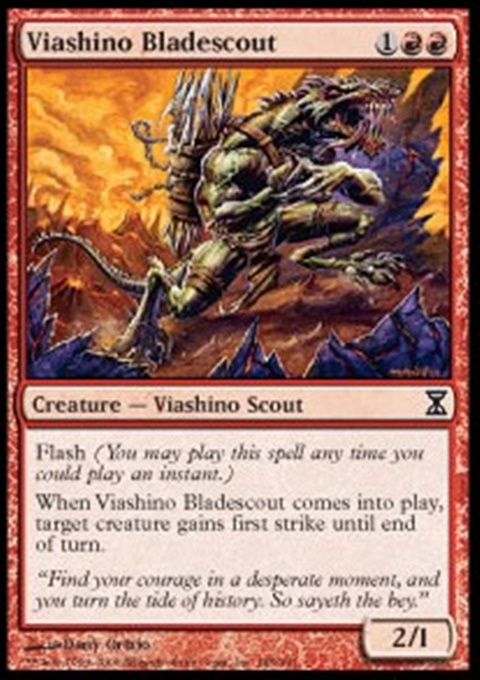 Viashino Bladescout 1
Creature — Viashino Scout
Flash (You may play this spell any time you
could play an instant.)
When Viashino Bladescout comes into play,
target creature gains first strike until end
of turn.
"Find your courage in a desperate moment, and
you turn the tide of history. So sayeth the bey."
2/1